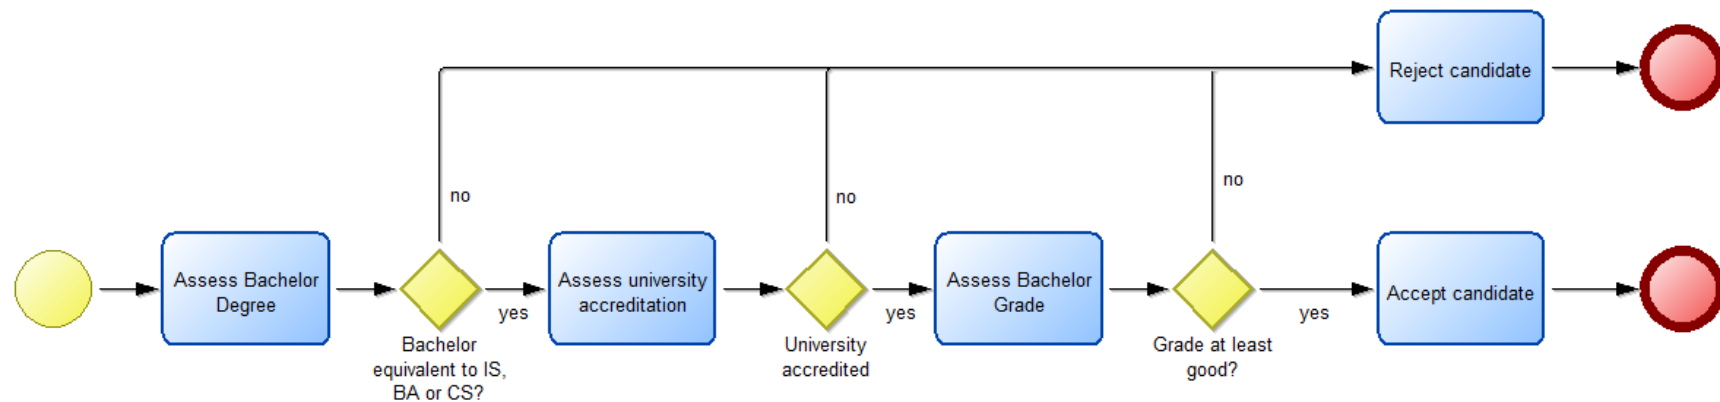 Reject candidate
no
no
no
Assess Bachelor
Degree
yes
Assess university
accreditation
yes
Assess Bachelor
Grade
yes
Accept candidate
Bachelor
equivalent to IS,
BA or CS?
University
accredited
Grade at least
good?